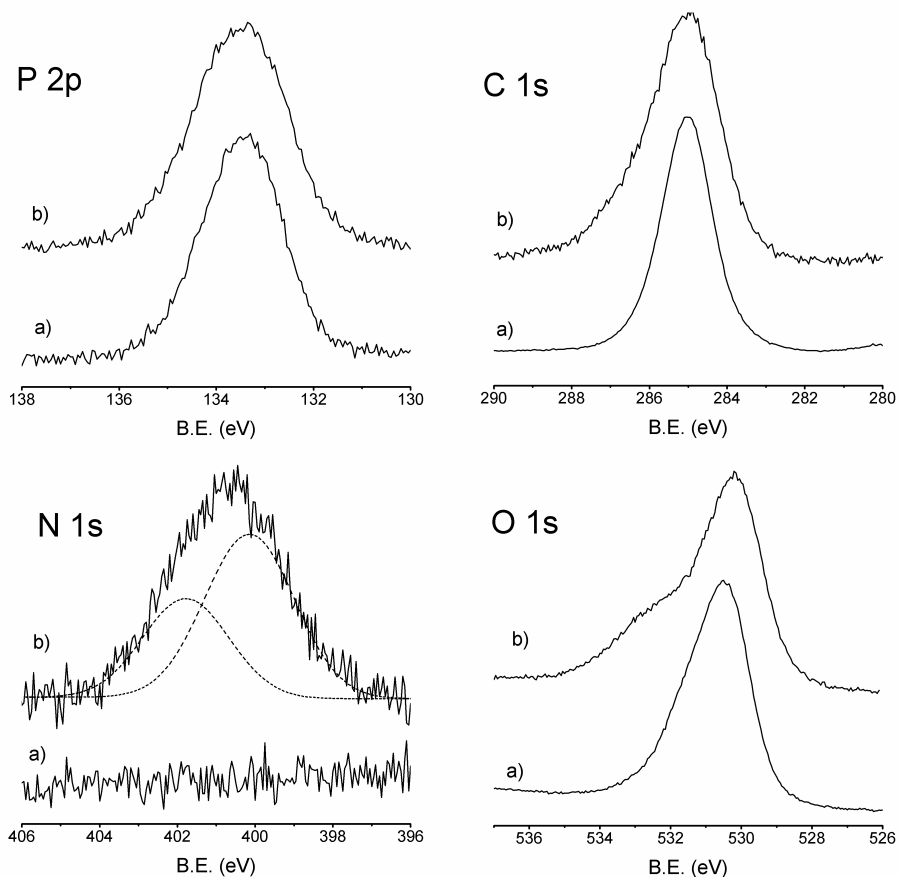 P 2p
b)
a)
138 136 134 132 130
B.E. (eV)
C 1s
b)
a)
290 288 286 284 282 280
B.E. (eV)
N 1s
b)
a)
406 404 402 400 398 396
B.E. (eV)
O 1s
b)
a)
536 534 532 530 528 526
B.E. (eV)